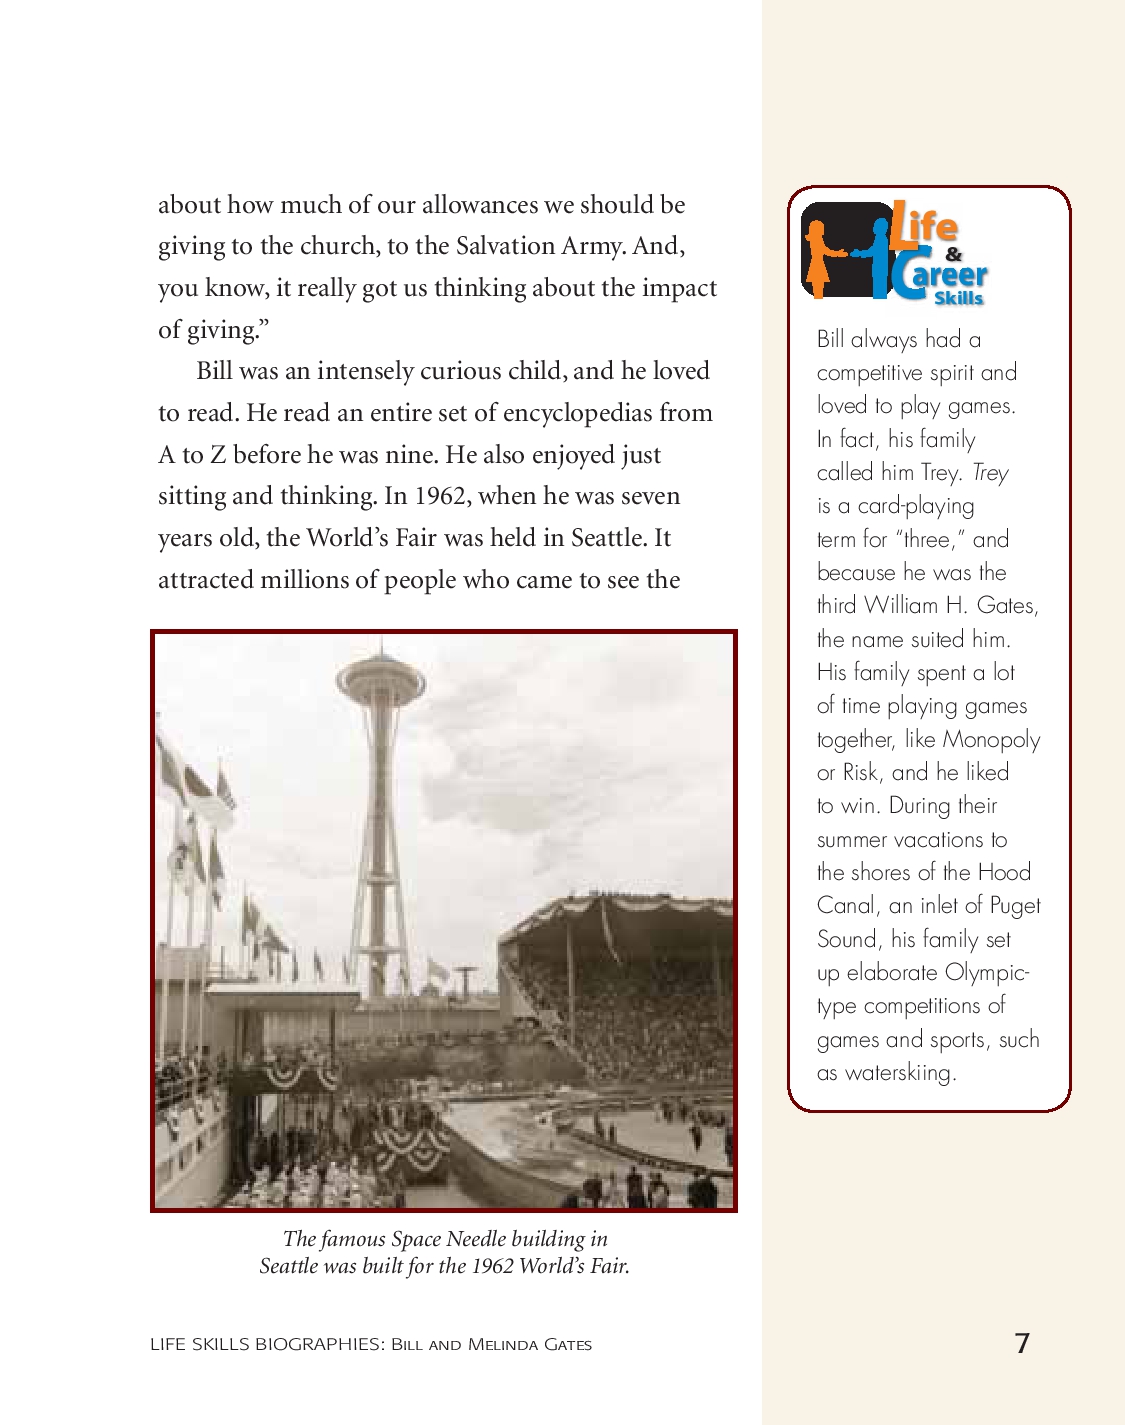 about how much of our allowances we should be
giving to the church, to the Salvation Army. And,
you know, it really got us thinking about the impact
of giving.”
Bill was an intensely curious child, and he loved
to read. He read an entire set of encyclopedias from
A to Z before he was nine. He also enjoyed just
sitting and thinking. In 1962, when he was seven
years old, the World’s Fair was held in Seattle. It
attracted millions of people who came to see the
The famous Space Needle building in
Seattle was built for the 1962 World’s Fair.
Life
&
Career
Skills
Bill always had a
competitive spirit and
loved to play games.
In fact, his family
called him Trey. Trey
is a card-playing
term for “three,” and
because he was the
third William H. Gates,
the name suited him.
His family spent a lot
of time playing games
together, like Monopoly
or Risk, and he liked
to win. During their
summer vacations to
the shores of the Hood
Canal, an inlet of Puget
Sound, his family set
up elaborate Olympic-
type competitions of
games and sports, such
as waterskiing.
LIFE SKILLS BIOGRAPHIES: Bill and Melinda Gates
7